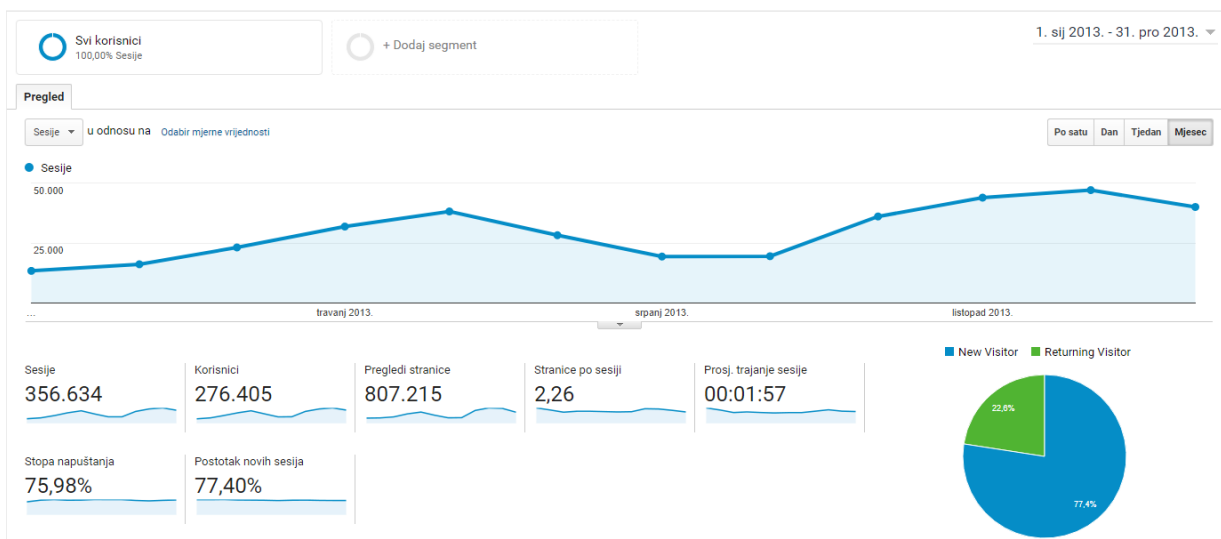 Svi korisnici
100,00% Sesije
+ Dodaj segment
1. sij 2013. - 31. pro 2013.
Pregled
Sesije u odnosu na Odabir mjerne vrijednosti
Po satu Dan Tjedan Mjesec
Sesije
50.000
25.000
... travanj 2013. srpanj 2013. listopad 2013.
New Visitor Returning Visitor
Sesije
356.634
Korisnici
276.405
Pregledi stranice
807.215
Stranice po sesiji
2,26
Prosj. trajanje sesije
00:01:57
Stopa napuštanja
75,98%
Postotak novih sesija
77,40%
22,6%
77,4%